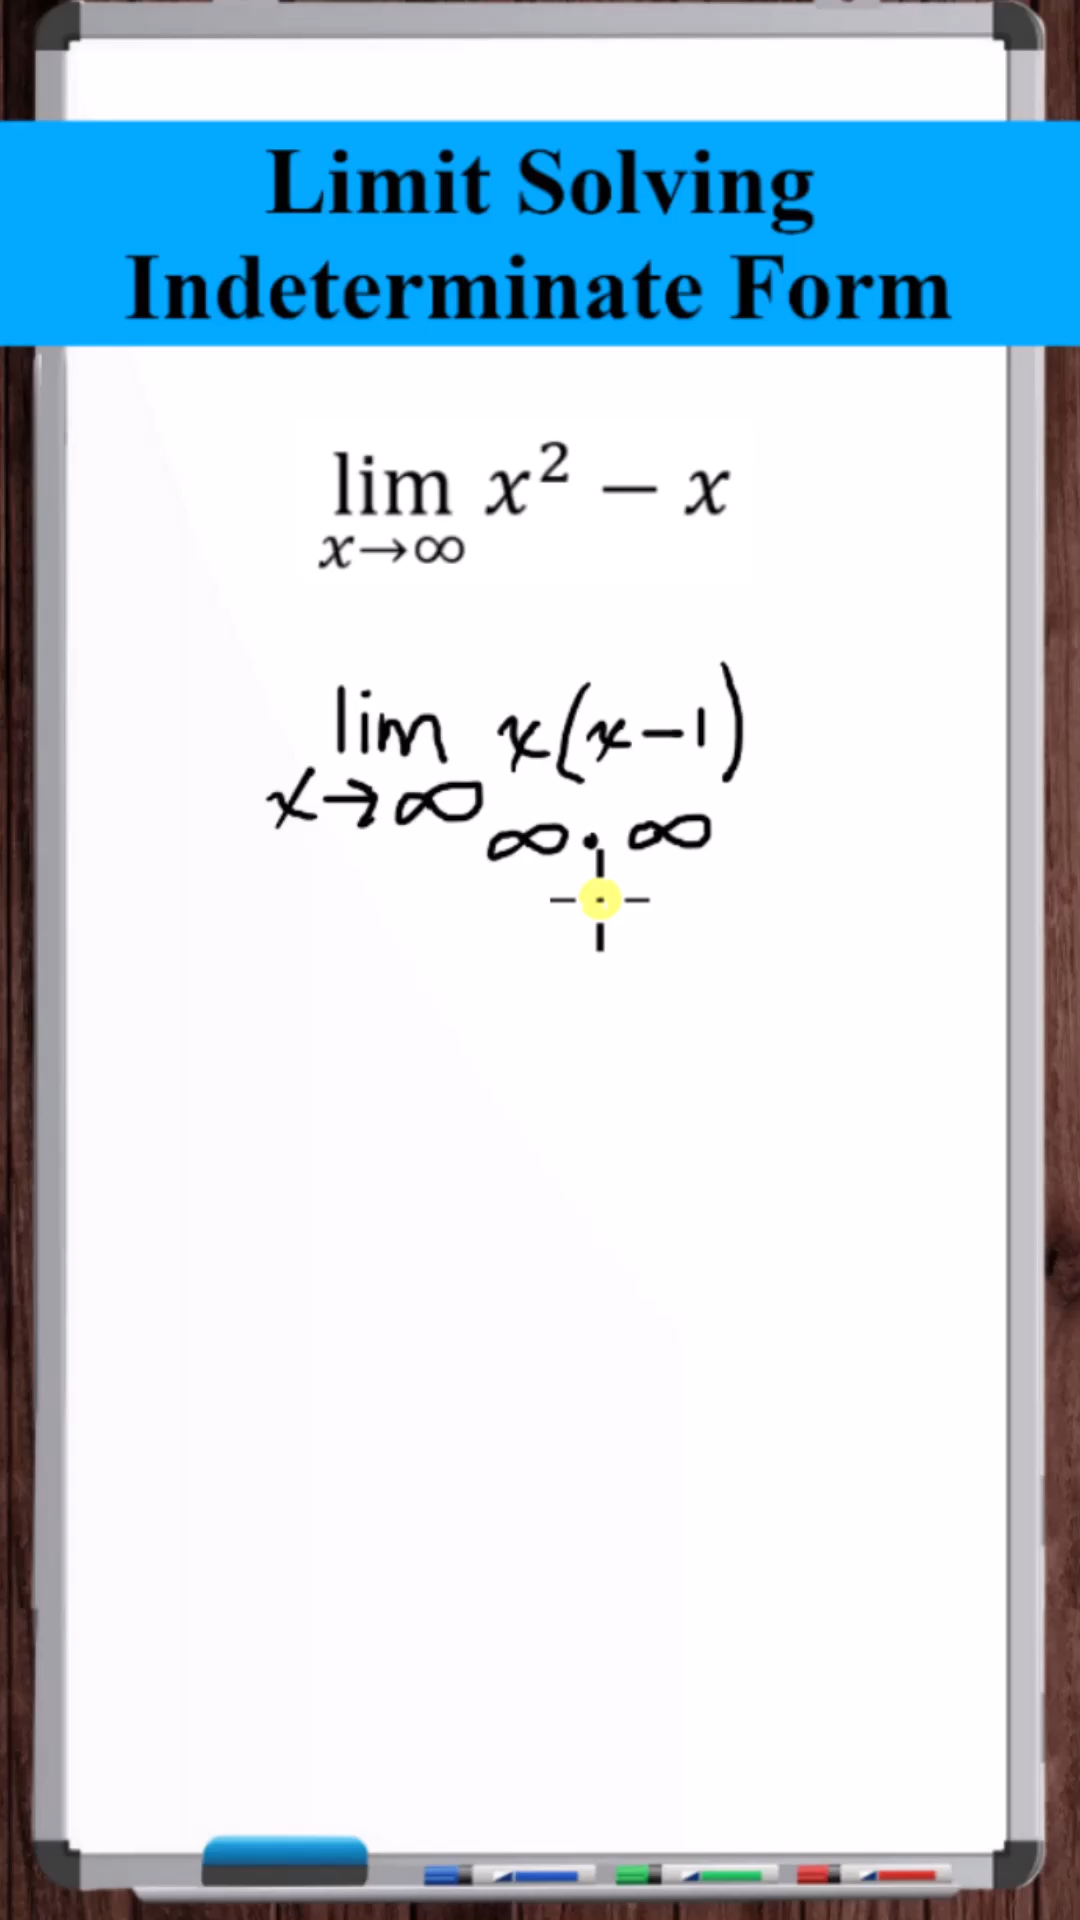 Limit Solving
Indeterminate Form
lim x² − x
x→∞
lim x(x−1)
x→∞
∞ · ∞